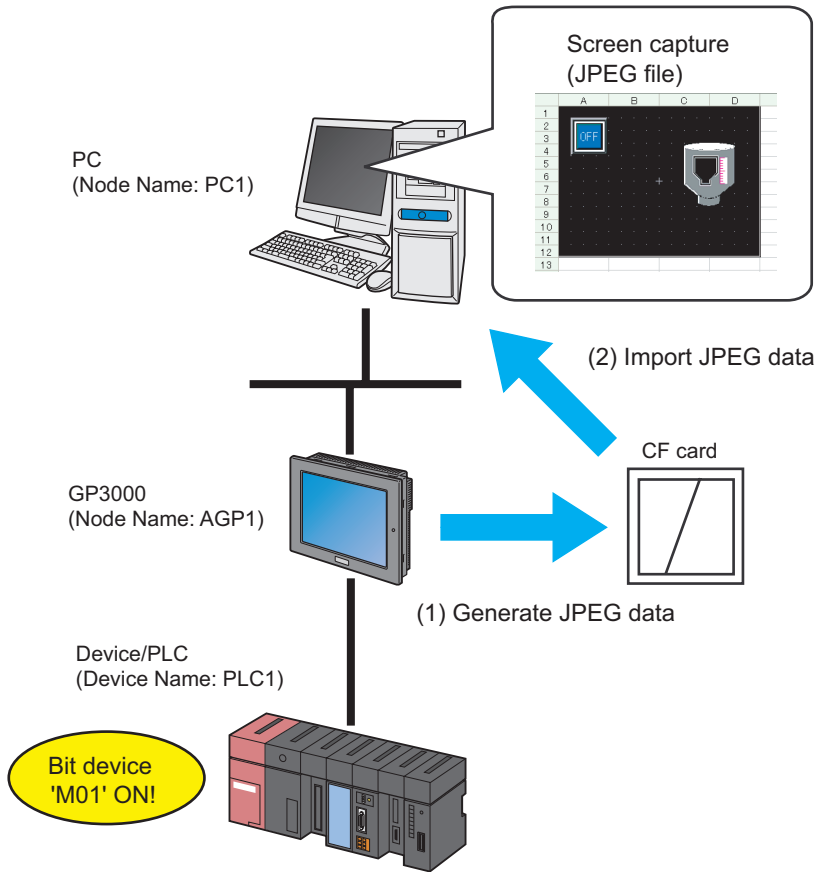 Screen capture
(JPEG file)
A B C D
1
2
3
4
5
6
7
8
9
10
11
12
13
OFF
PC
(Node Name: PC1)
(2) Import JPEG data
CF card
GP3000
(Node Name: AGP1)
(1) Generate JPEG data
Device/PLC
(Device Name: PLC1)
Bit device
'M01' ON!